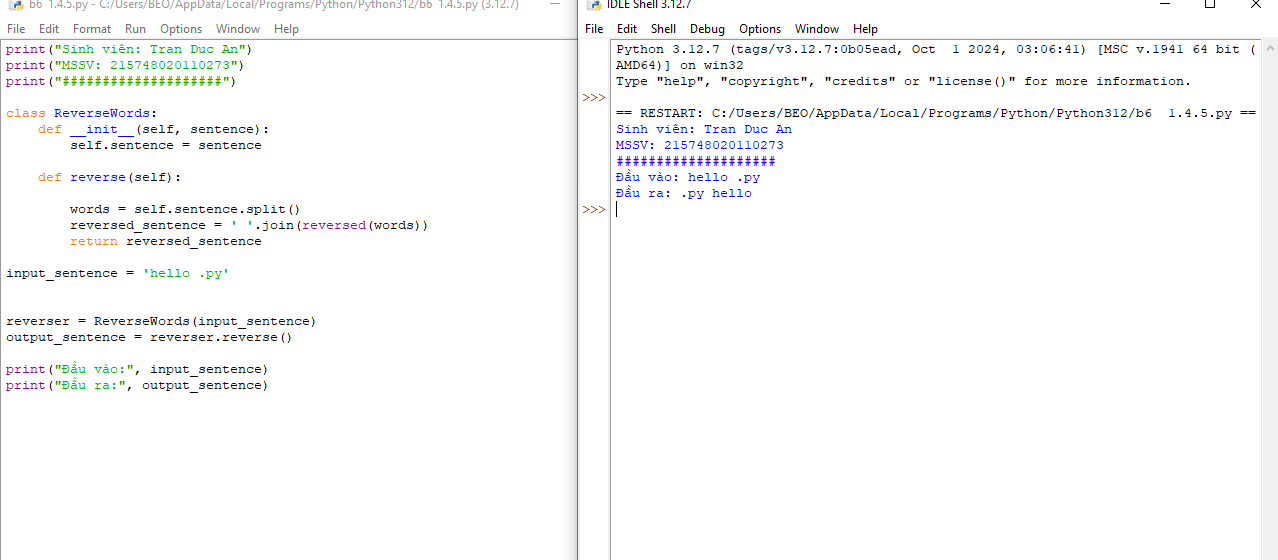 b6  1.4.5.py - C:/Users/BEO/AppData/Local/Programs/Python/Python312/b6  1.4.5.py (3.12.7)
File Edit Format Run Options Window Help
print("Sinh viên: Tran Duc An")
print("MSSV: 215748020110273")
print("####################")
class ReverseWords:
    def __init__(self, sentence):
        self.sentence = sentence
    def reverse(self):
        words = self.sentence.split()
        reversed_sentence = ' '.join(reversed(words))
        return reversed_sentence
input_sentence = 'hello .py'
reverser = ReverseWords(input_sentence)
output_sentence = reverser.reverse()
print("Đầu vào:", input_sentence)
print("Đầu ra:", output_sentence)
IDLE Shell 3.12.7
File Edit Shell Debug Options Window Help
Python 3.12.7 (tags/v3.12.7:0b05ead, Oct  1 2024, 03:06:41) [MSC v.1941 64 bit (
AMD64)] on win32
Type "help", "copyright", "credits" or "license()" for more information.
>>>
== RESTART: C:/Users/BEO/AppData/Local/Programs/Python/Python312/b6  1.4.5.py ==
Sinh viên: Tran Duc An
MSSV: 215748020110273
####################
Đầu vào: hello .py
Đầu ra: .py hello
>>>